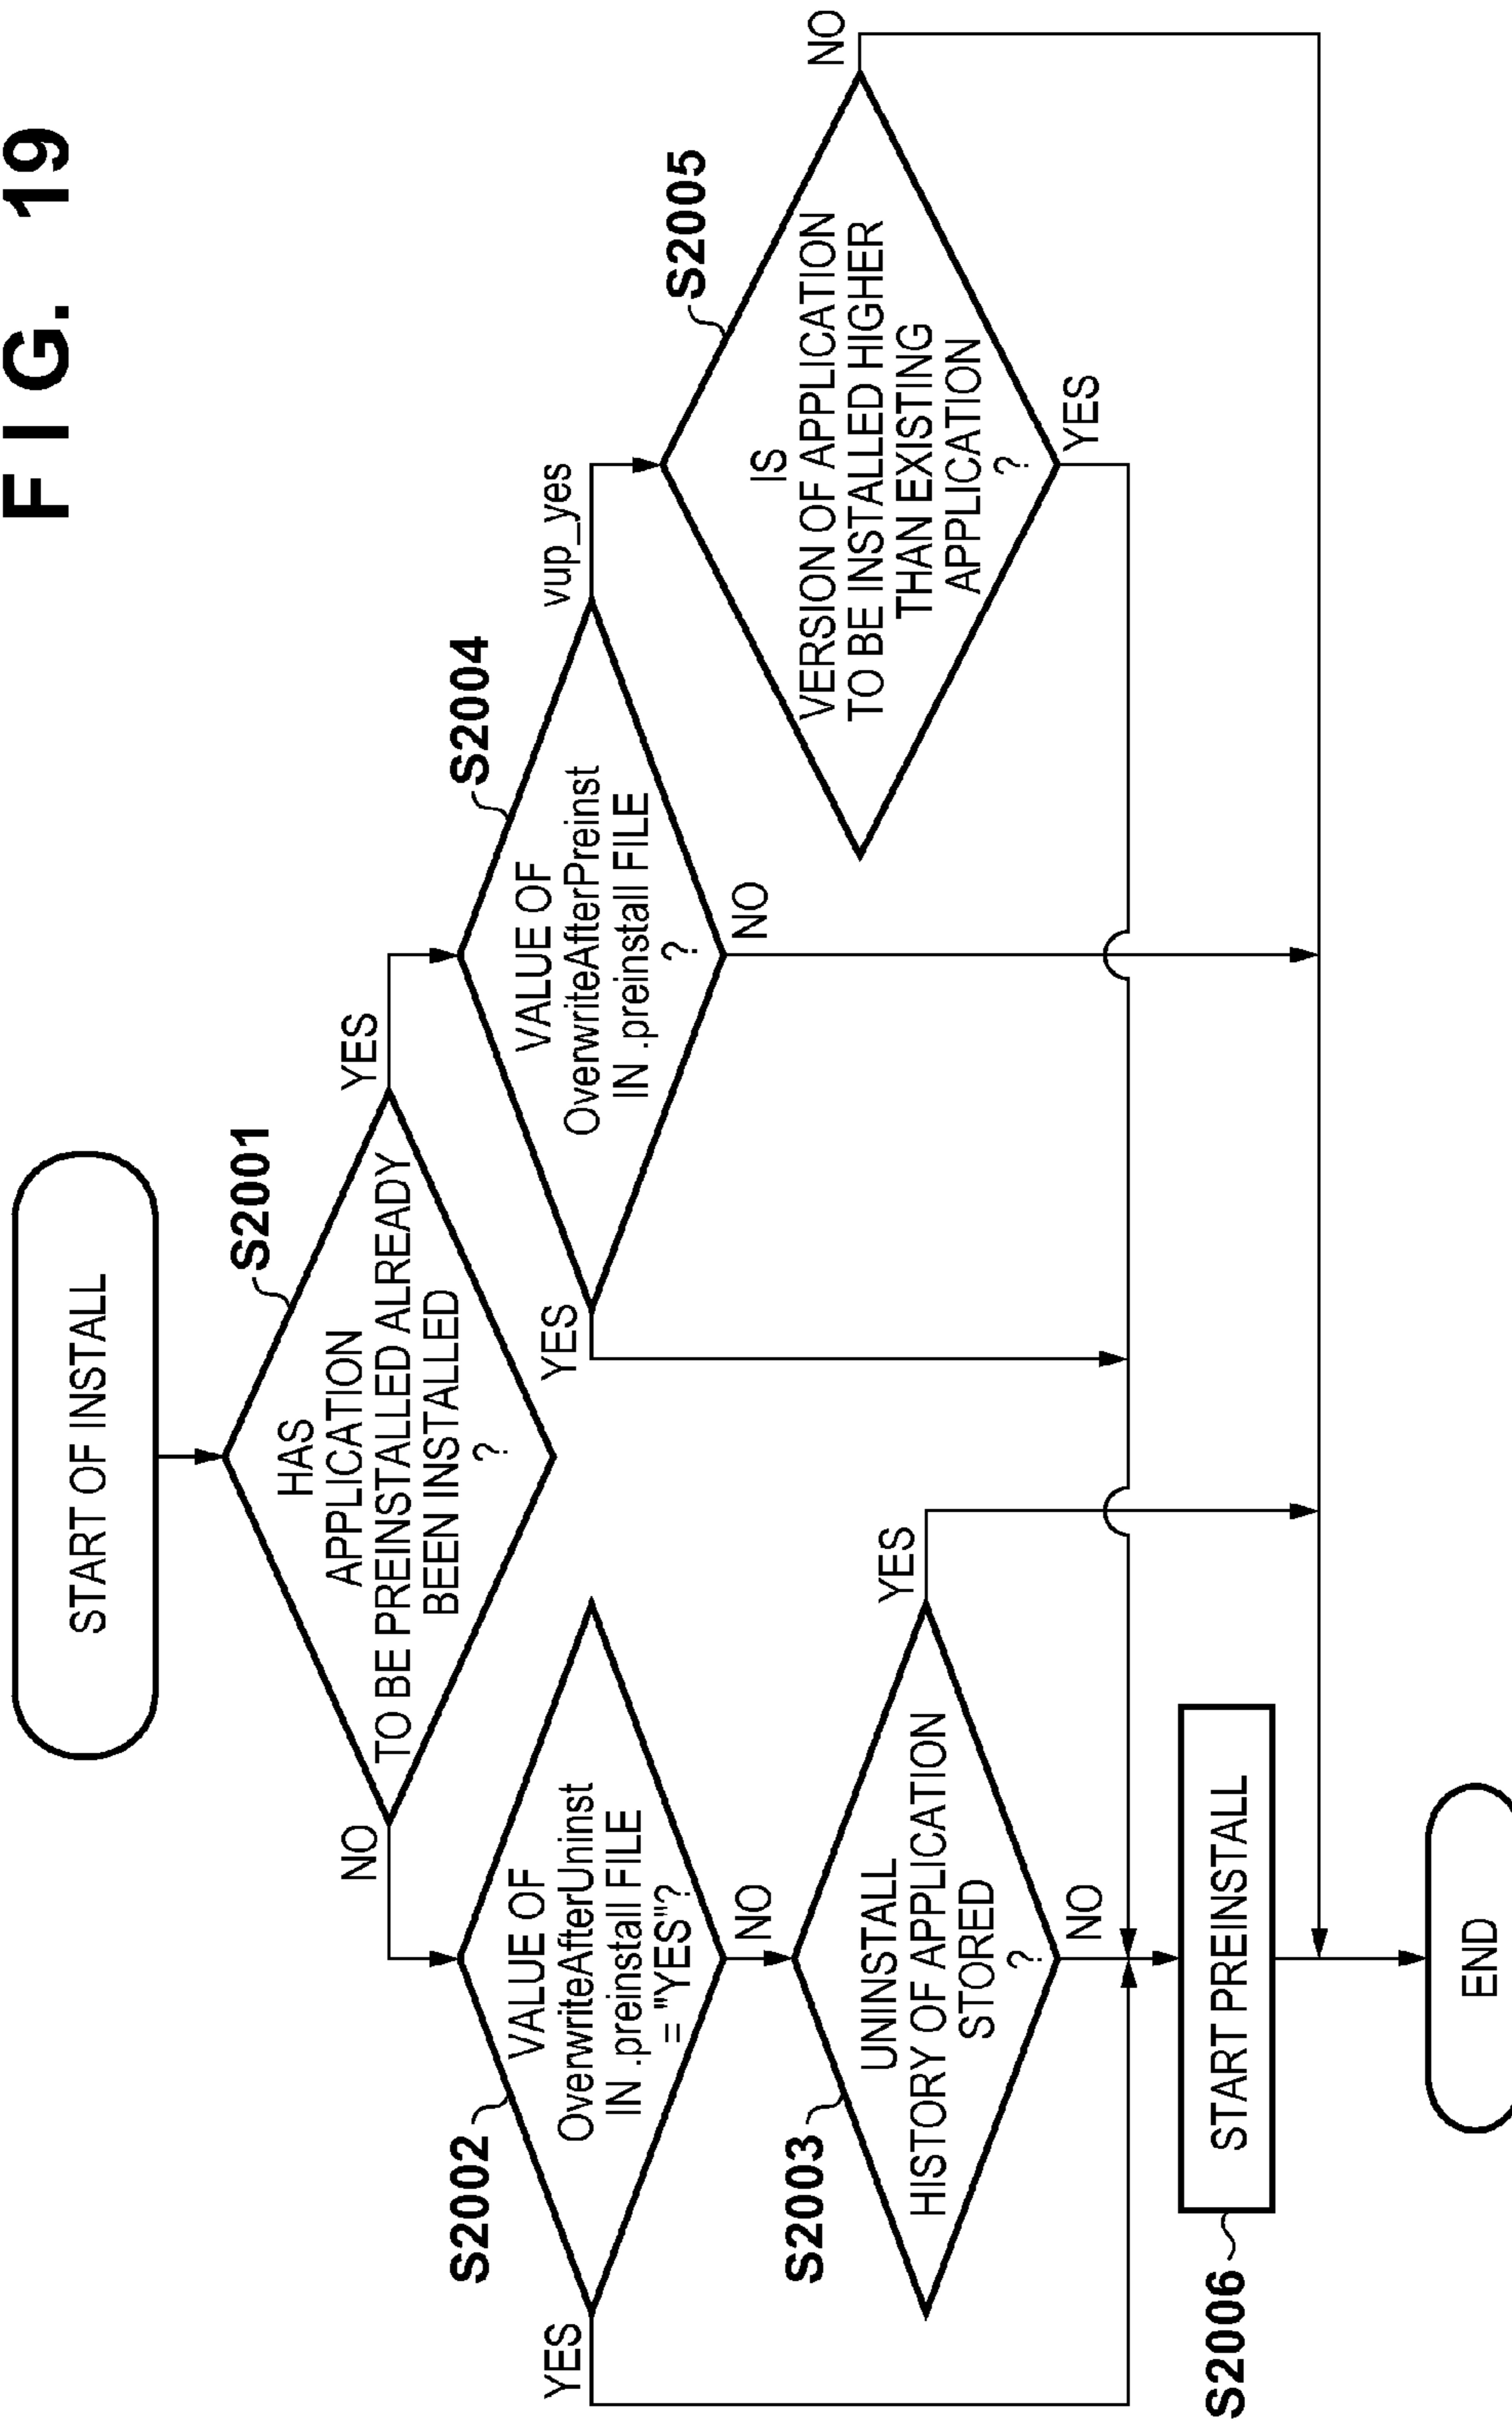 FIG. 19
START OF INSTALL
S2001
HAS
APPLICATION
TO BE PREINSTALLED ALREADY
BEEN INSTALLED
?
NO
YES
S2002
VALUE OF
OverwriteAfterUninst
IN .preinstall FILE
= "YES"?
YES
NO
S2004
VALUE OF
OverwriteAfterPreinst
IN .preinstall FILE
?
YES
vup_yes
NO
S2003
UNINSTALL
HISTORY OF APPLICATION
STORED
?
YES
NO
S2005
IS
VERSION OF APPLICATION
TO BE INSTALLED HIGHER
THAN EXISTING
APPLICATION
?
NO
YES
S2006
START PREINSTALL
END